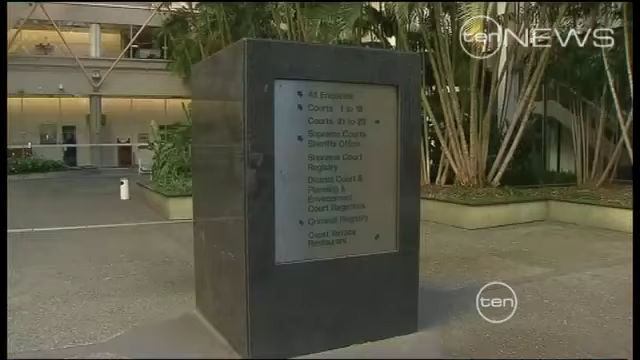 ten NEWS
All Enquiries
Courts 1 to 18
Courts 41 to 25
Supreme Courts
Sheriffs Office
Supreme Court
Registry
District Court &
Planning &
Environment
Court Registries
Criminal Registry
Court Terrace
Restaurant
ten